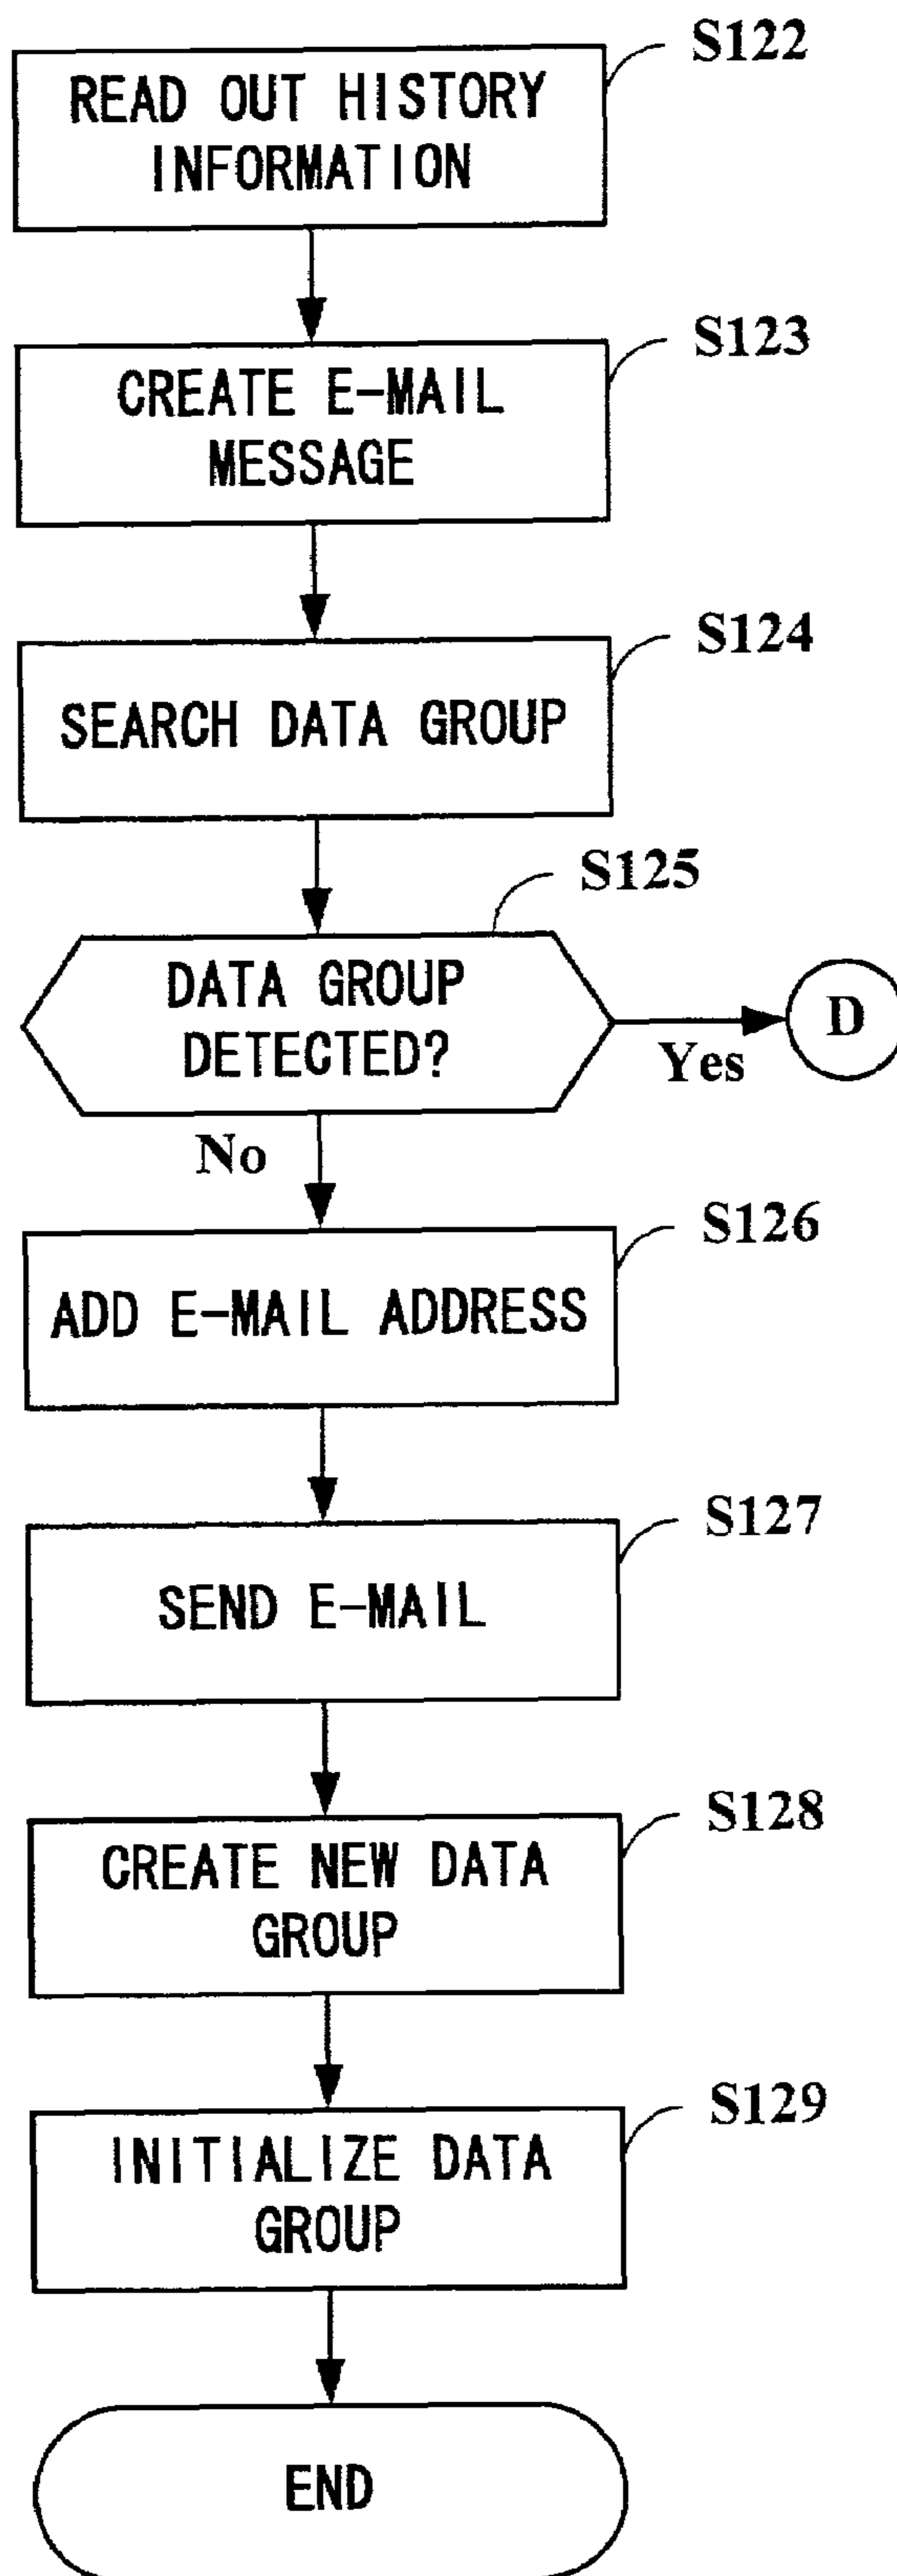 S122
READ OUT HISTORY
INFORMATION
S123
CREATE E-MAIL
MESSAGE
S124
SEARCH DATA GROUP
S125
DATA GROUP
DETECTED?
D
Yes
No
S126
ADD E-MAIL ADDRESS
S127
SEND E-MAIL
S128
CREATE NEW DATA
GROUP
S129
INITIALIZE DATA
GROUP
END